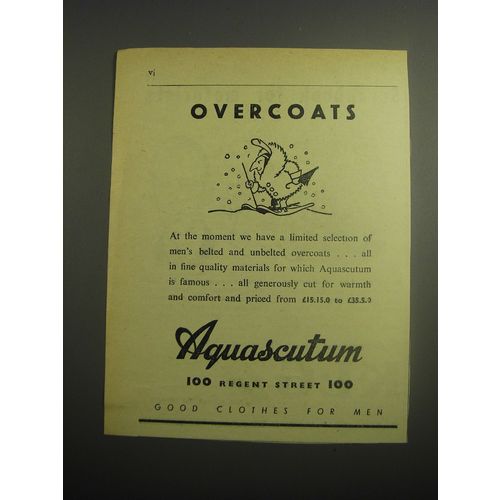 vi
OVERCOATS
At the moment we have a limited selection of
men's belted and unbelted overcoats . . . all
in fine quality materials for which Aquascutum
is famous . . . all generously cut for warmth
and comfort and priced from £15.15.0 to £35.5.0
Aquascutum
100 REGENT STREET 100
GOOD CLOTHES FOR MEN